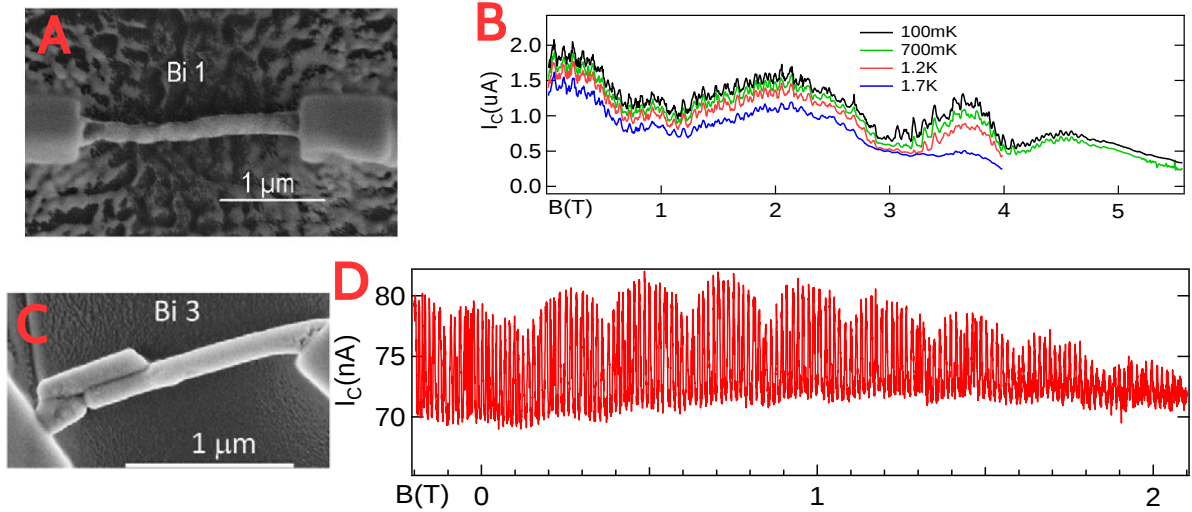 A
Bi 1
1 μm
B
I_C(uA)
2.0
1.5
1.0
0.5
0.0
100mK
700mK
1.2K
1.7K
B(T) 1 2 3 4 5
C
Bi 3
1 μm
D
I_C(nA)
80
75
70
B(T) 0 1 2